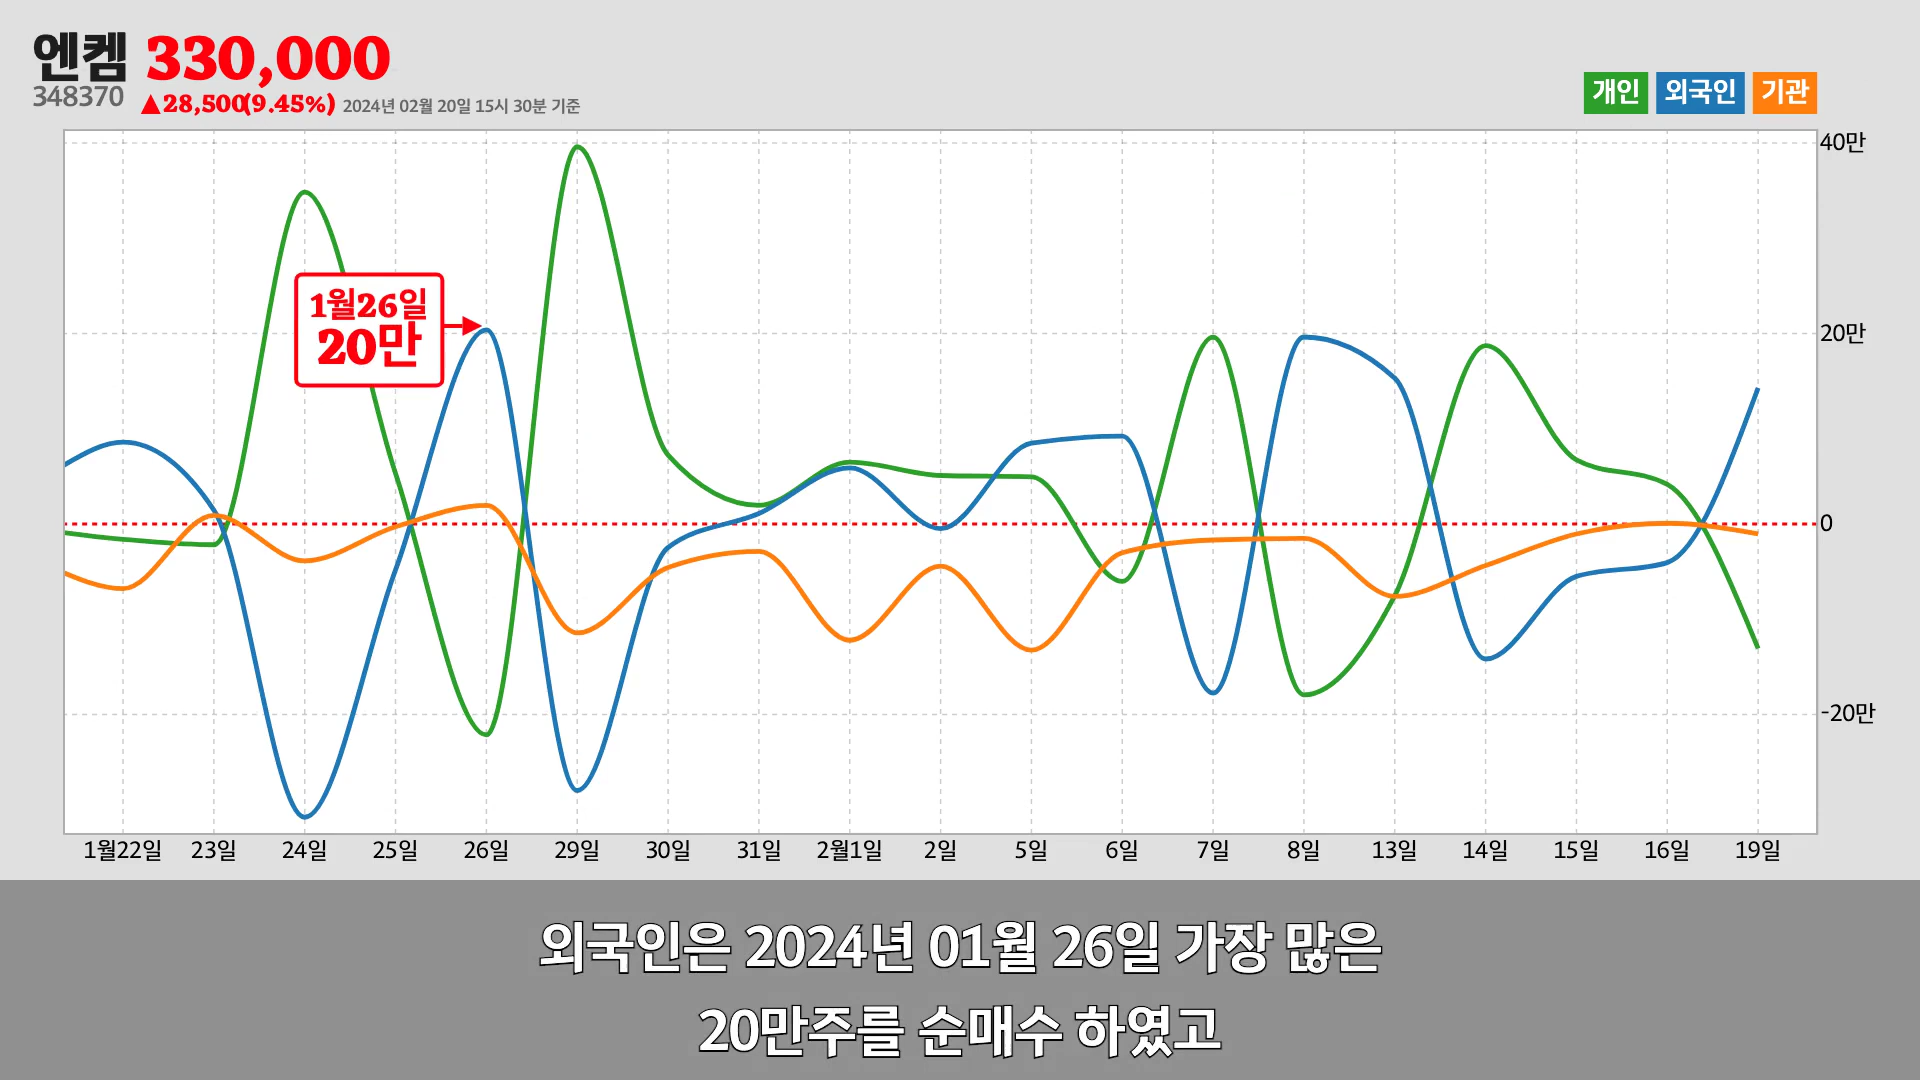 엔켐 330,000
348370 ▲28,500(9.45%) 2024년 02월 20일 15시 30분 기준
개인 외국인 기관
40만
20만
0
-20만
1월26일
20만
1월22일 23일 24일 25일 26일 29일 30일 31일 2월1일 2일 5일 6일 7일 8일 13일 14일 15일 16일 19일
외국인은 2024년 01월 26일 가장 많은
20만주를 순매수 하였고